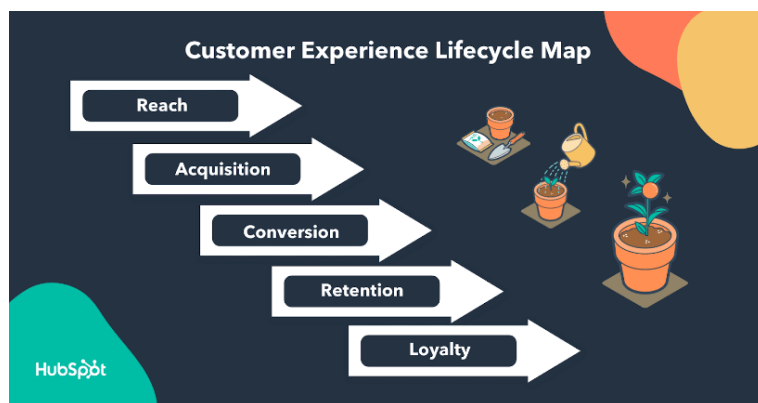 Customer Experience Lifecycle Map
Reach
Acquisition
Conversion
Retention
Loyalty
HubSpot